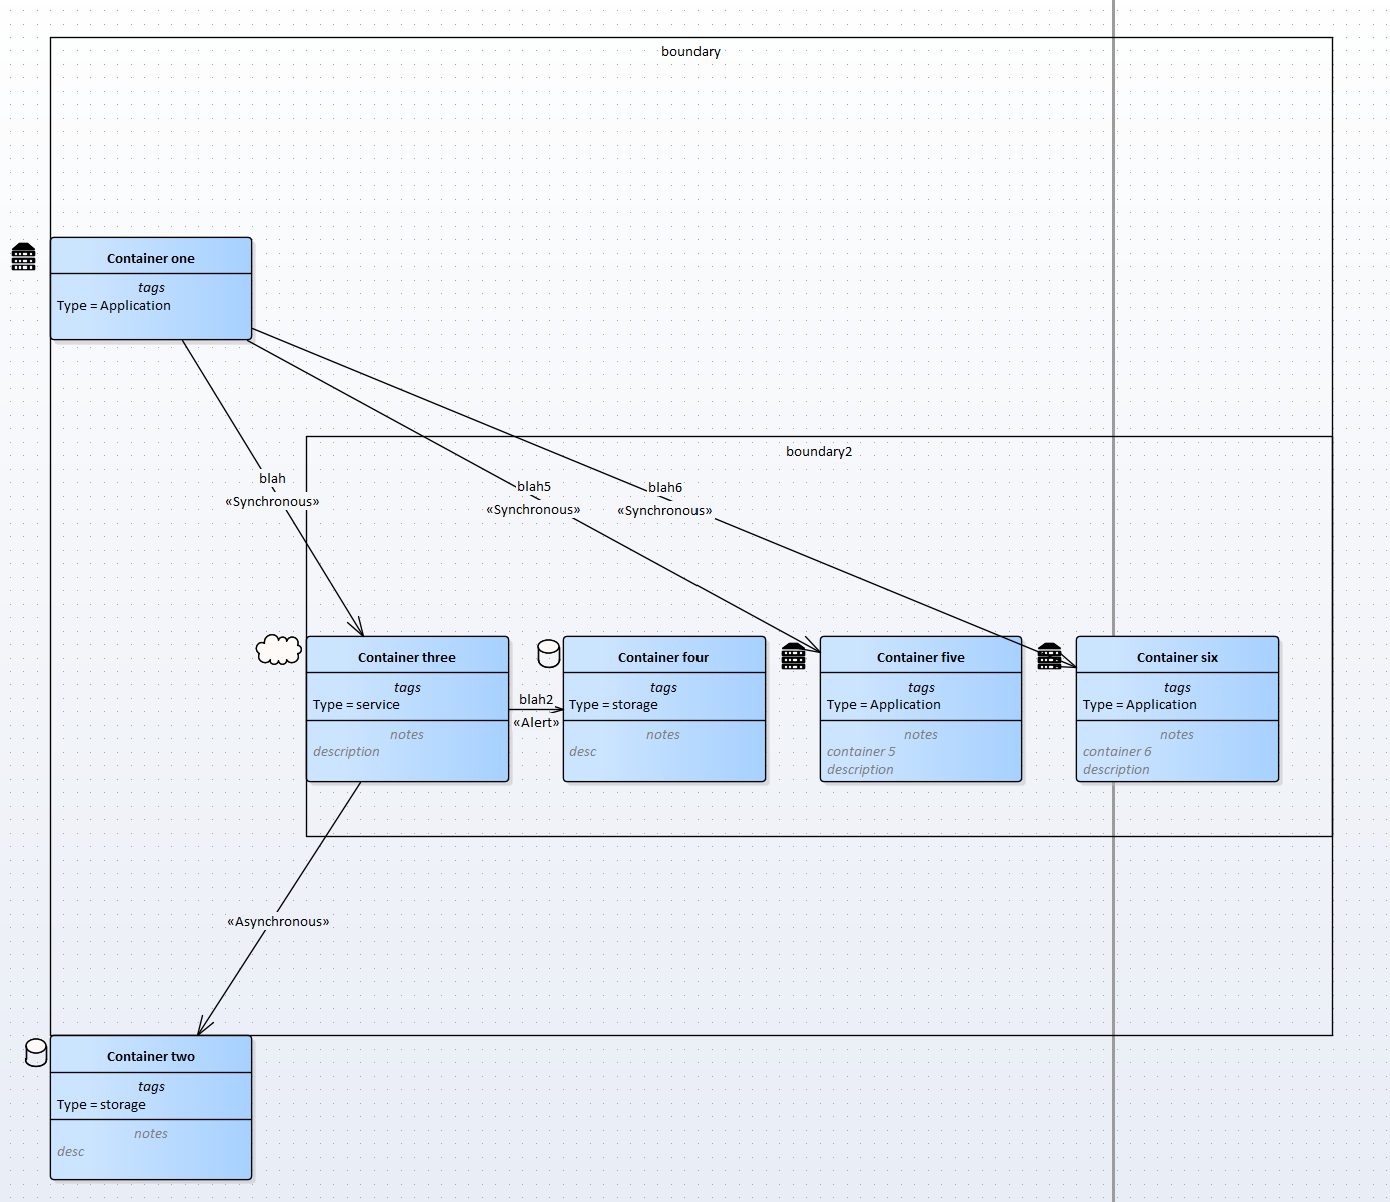 boundary
Container one
tags
Type = Application
boundary2
blah
«Synchronous»
blah5
«Synchronous»
blah6
«Synchronous»
Container three
tags
Type = service
notes
description
blah2
«Alert»
Container four
tags
Type = storage
notes
desc
Container five
tags
Type = Application
notes
container 5
description
Container six
tags
Type = Application
notes
container 6
description
«Asynchronous»
Container two
tags
Type = storage
notes
desc